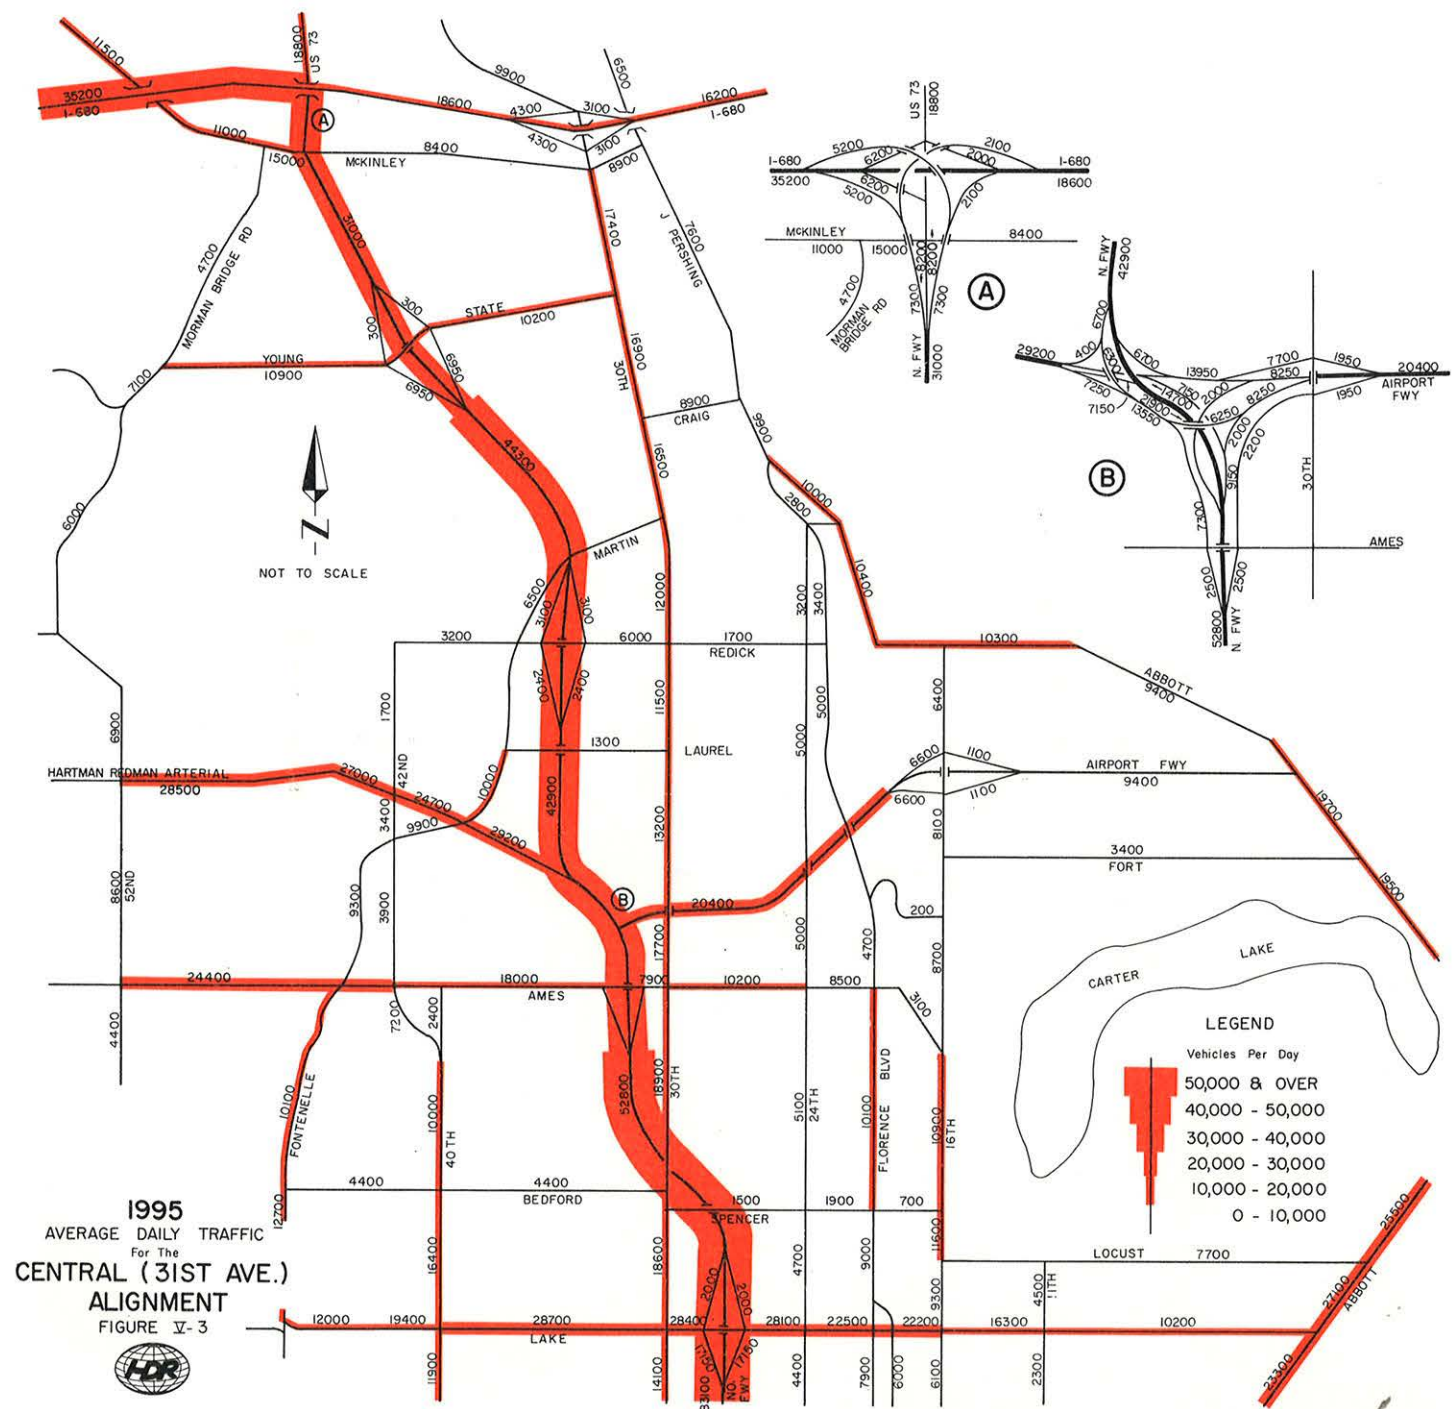 11500
18800
US 73
9900
6500
35200
I-680
18600
4300
3100
16200
I-680
A
11000
15000
4300
3100
McKINLEY
8400
8900
31000
17400
J PERSHING
7600
4700
MORMAN BRIDGE RD
300
300
STATE
10200
YOUNG
10900
6950
6950
16900
30TH
7100
8900
CRAIG
9900
44300
16500
6000
10000
2800
N
NOT TO SCALE
MARTIN
10400
6500
3100
3100
12000
3200
3400
3200
6000
1700
REDICK
10300
2400
2400
1700
11500
5000
5000
6400
ABBOTT
9400
6900
1300
LAUREL
HARTMAN REDMAN ARTERIAL
28500
27000
42ND
24700
10000
42900
6600
1100
AIRPORT FWY
9400
6600
1100
3400
9900
29200
13200
8100
19700
3400
FORT
8600
52ND
9300
3900
B
20400
19500
200
17700
5000
4700
8700
24400
18000
AMES
7900
10200
8500
3100
4400
7200
2400
CARTER
LAKE
10100
FONTENELLE
10000
40TH
52800
18900
30TH
5100
24TH
10100
FLORENCE BLVD
10900
16TH
4400
4400
BEDFORD
1500
SPENCER
1900
700
12700
16400
18600
4700
9000
11600
LOCUST
7700
25500
2000
2000
9300
4500
11TH
27100
ABBOTT
12000
19400
28700
LAKE
28400
28100
22500
22200
16300
10200
17150
17150
11900
14100
NO. FWY
4400
7900
6000
6100
2300
23300
US 73
18800
5200
6200
2000
2100
I-680
35200
6200
5200
2100
I-680
18600
McKINLEY
11000
15000
8200
8200
8400
4700
MORMAN
BRIDGE RD
7300
7300
N. FWY
31000
A
N. FWY
42900
29200
400
6700
6300
6700
13950
7700
8250
1950
20400
AIRPORT
FWY
7250
7150
7150
14700
2000
8250
1950
13550
21900
6250
2000
2200
9150
7300
30TH
B
AMES
2500
2500
52800
N FWY
LEGEND
Vehicles Per Day
50,000 & OVER
40,000 - 50,000
30,000 - 40,000
20,000 - 30,000
10,000 - 20,000
0 - 10,000
1995
AVERAGE DAILY TRAFFIC
For The
CENTRAL (31ST AVE.)
ALIGNMENT
FIGURE V-3
HDR